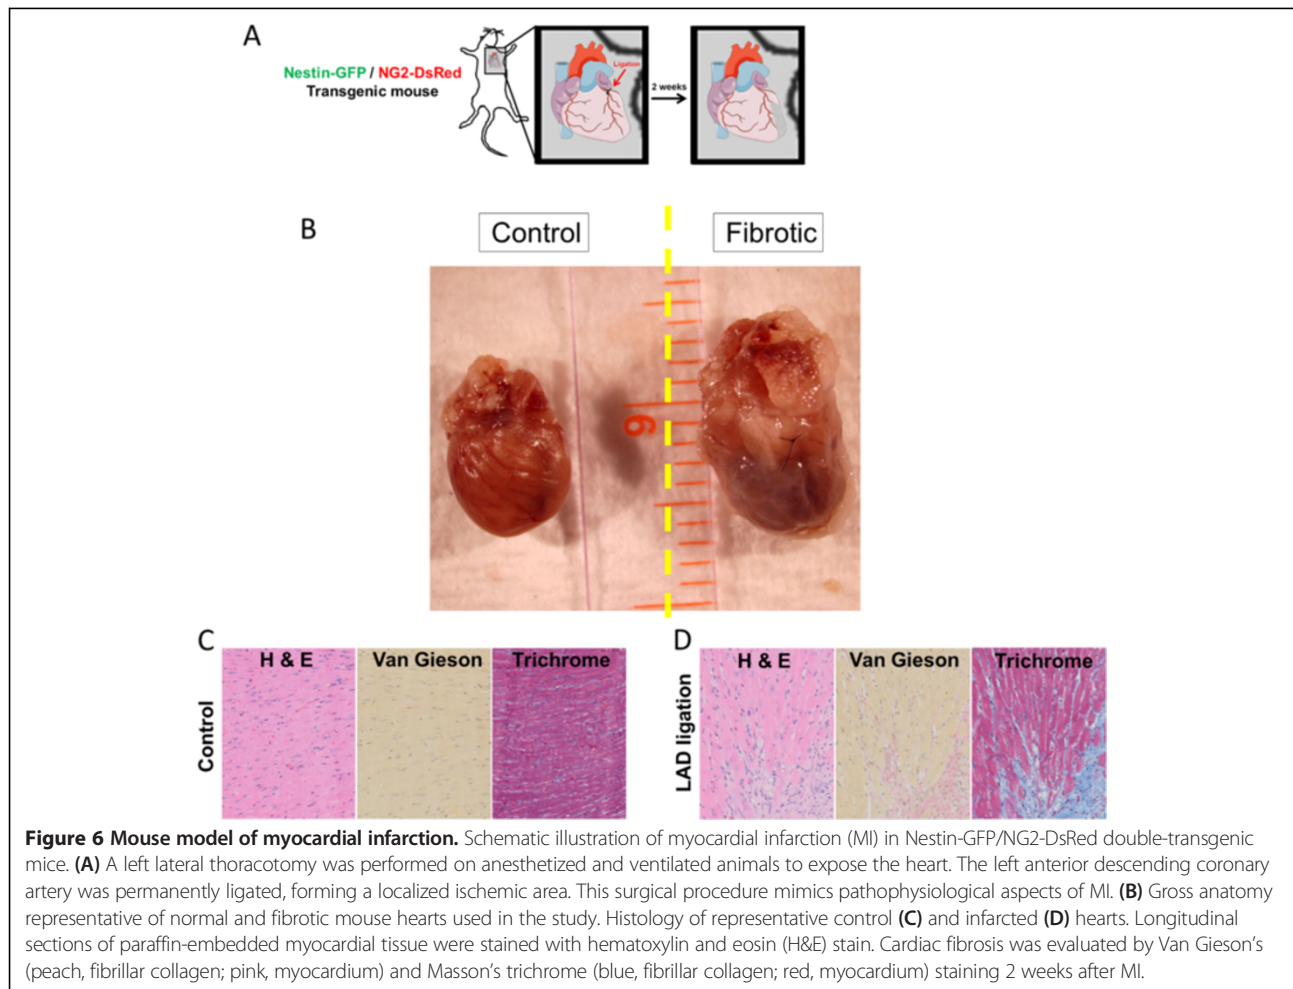 A
Nestin-GFP / NG2-DsRed
Transgenic mouse
Ligation
2 weeks
B
Control
Fibrotic
9
C
H & E
Van Gieson
Trichrome
Control
D
H & E
Van Gieson
Trichrome
LAD ligation
Figure 6 Mouse model of myocardial infarction. Schematic illustration of myocardial infarction (MI) in Nestin-GFP/NG2-DsRed double-transgenic
mice. (A) A left lateral thoracotomy was performed on anesthetized and ventilated animals to expose the heart. The left anterior descending coronary
artery was permanently ligated, forming a localized ischemic area. This surgical procedure mimics pathophysiological aspects of MI. (B) Gross anatomy
representative of normal and fibrotic mouse hearts used in the study. Histology of representative control (C) and infarcted (D) hearts. Longitudinal
sections of paraffin-embedded myocardial tissue were stained with hematoxylin and eosin (H&E) stain. Cardiac fibrosis was evaluated by Van Gieson's
(peach, fibrillar collagen; pink, myocardium) and Masson's trichrome (blue, fibrillar collagen; red, myocardium) staining 2 weeks after MI.